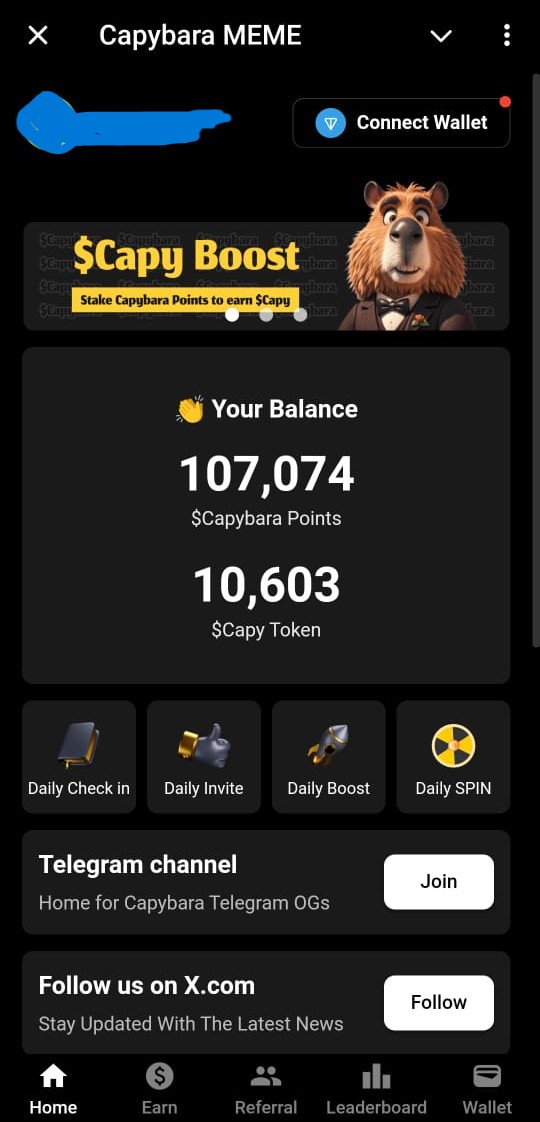 Capybara MEME
Connect Wallet
$Capy Boost
Stake Capybara Points to earn $Capy
👏 Your Balance
107,074
$Capybara Points
10,603
$Capy Token
Daily Check in
Daily Invite
Daily Boost
Daily SPIN
Telegram channel
Home for Capybara Telegram OGs
Join
Follow us on X.com
Stay Updated With The Latest News
Follow
Home
Earn
Referral
Leaderboard
Wallet